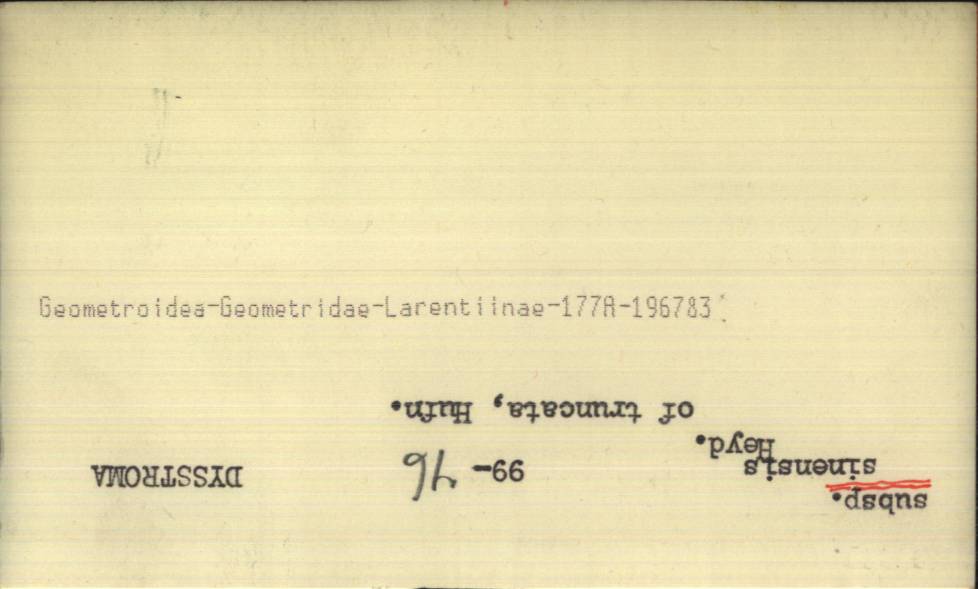 Geometroidea-Geometridae-Larentiinae-177A-196783
subsp.
sinensis 99-76 DYSSTROMA
Heyd.
of truncata, Hufn.